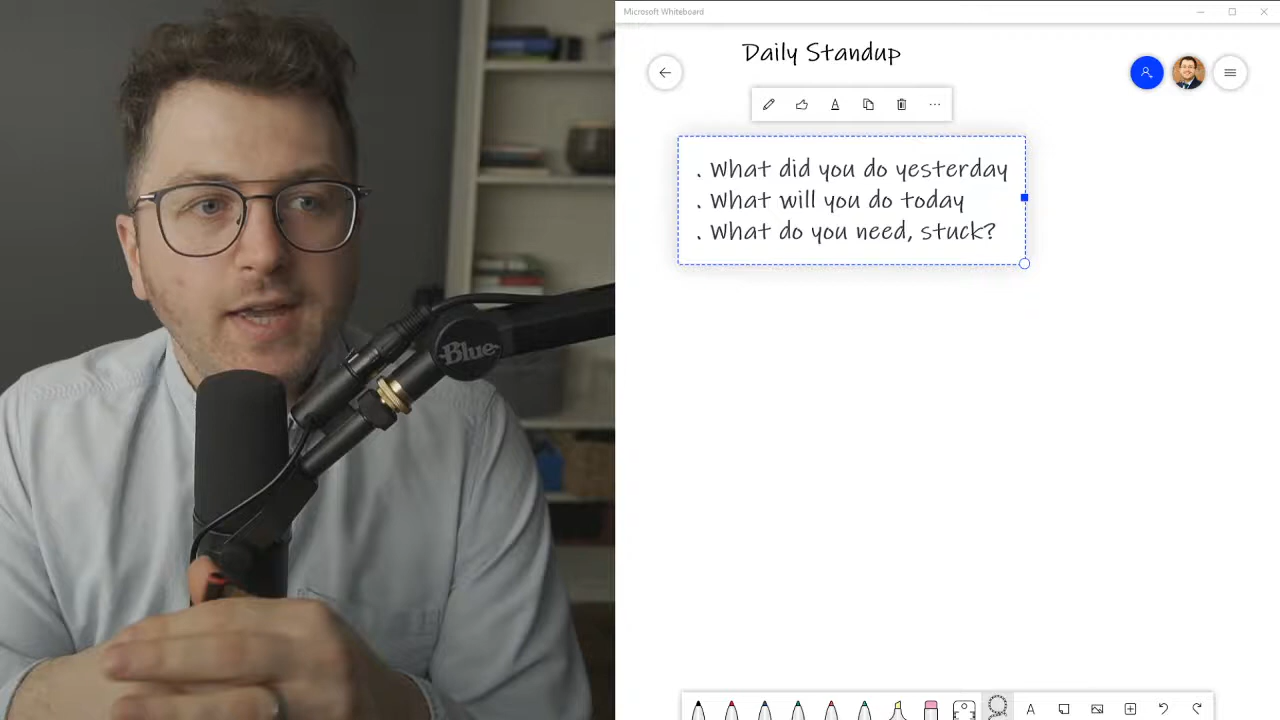 Microsoft Whiteboard
Daily Standup
. What did you do yesterday
. What will you do today
. What do you need, stuck?
Blue